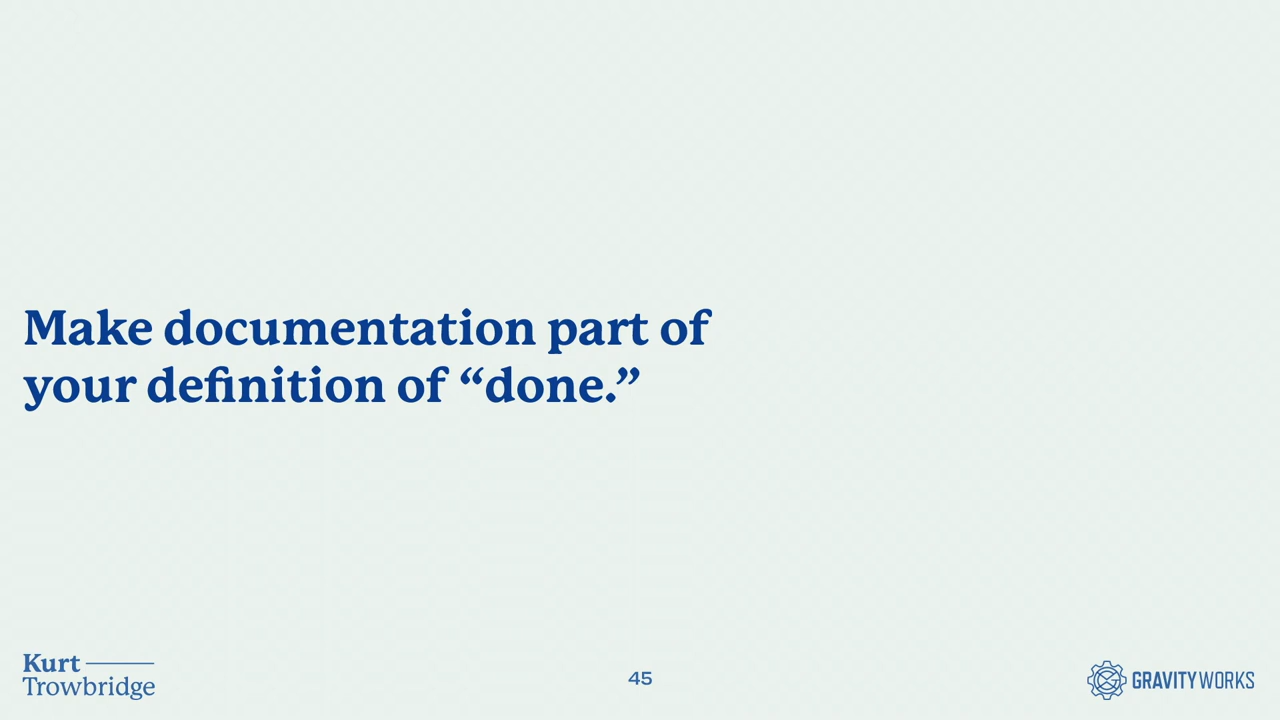 Make documentation part of
your definition of “done.”
Kurt
Trowbridge
45
GRAVITYWORKS